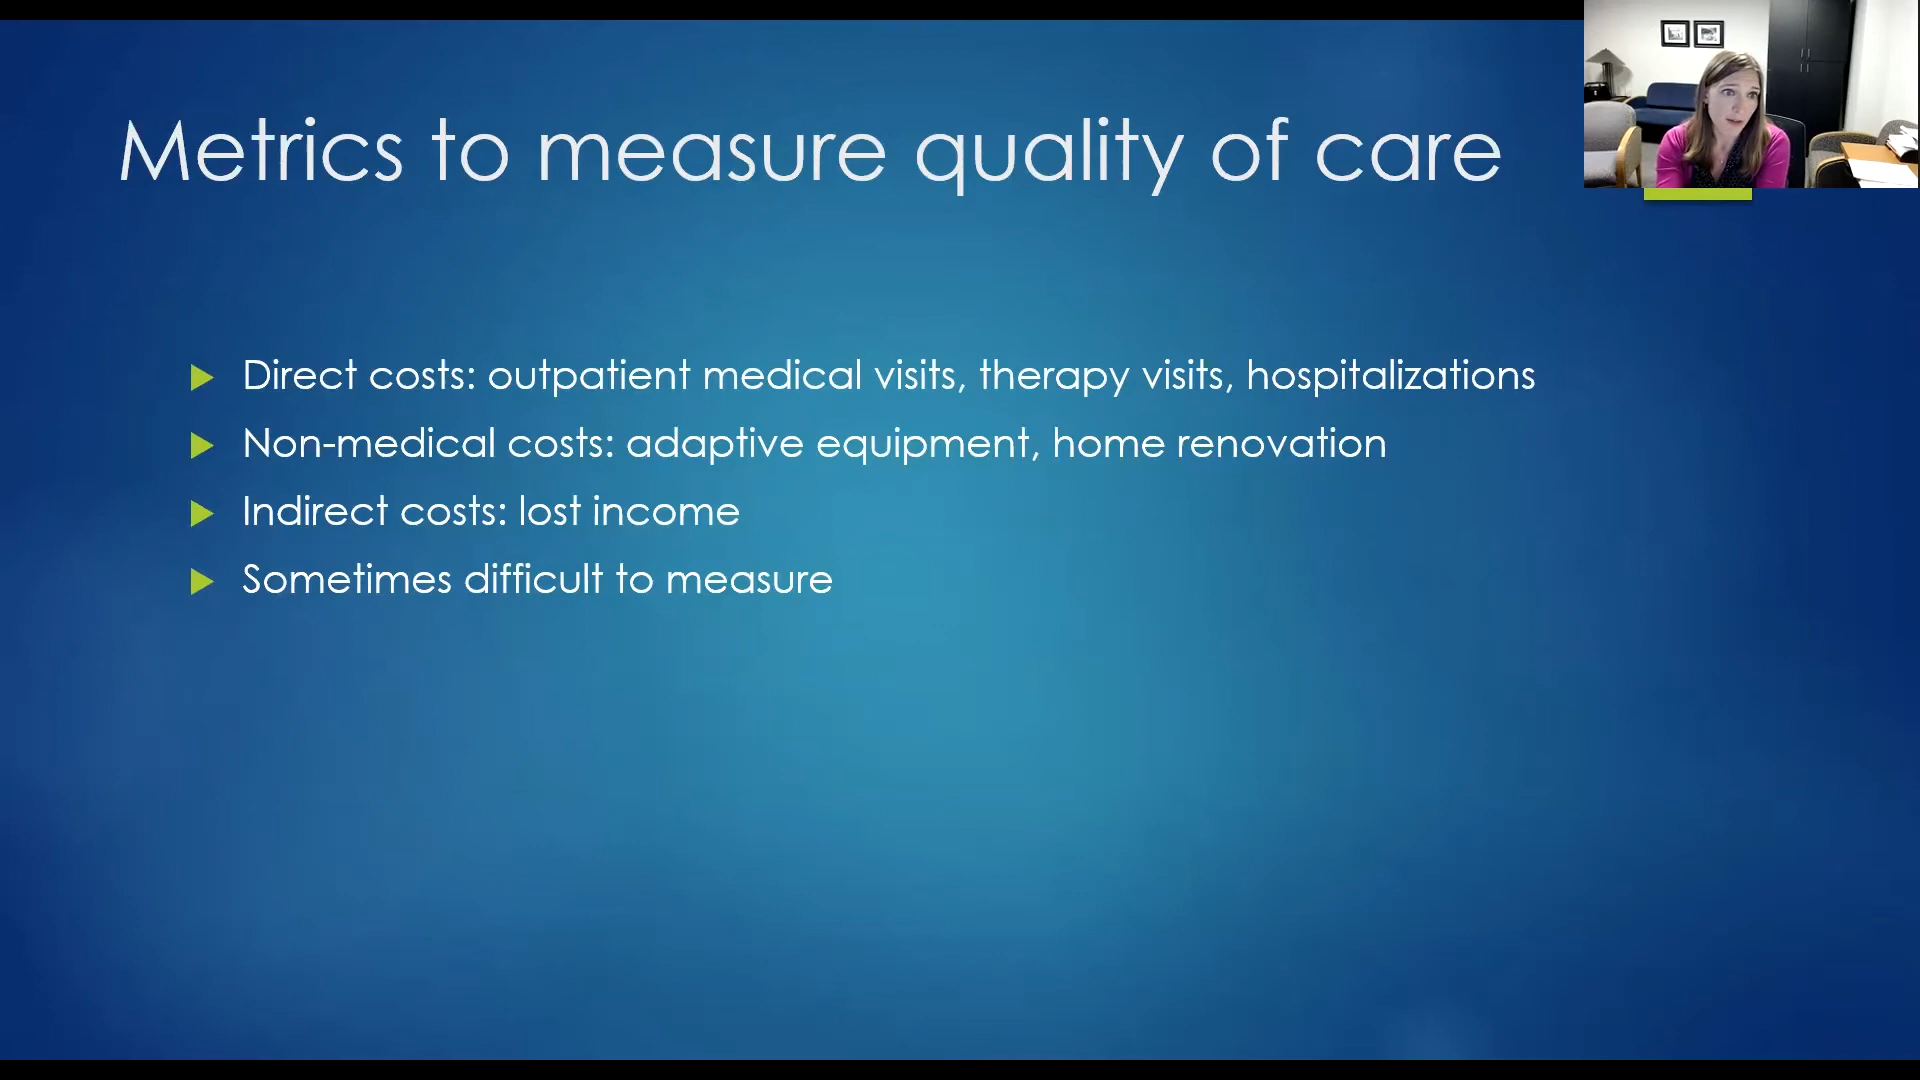 Metrics to measure quality of care
Direct costs: outpatient medical visits, therapy visits, hospitalizations
Non-medical costs: adaptive equipment, home renovation
Indirect costs: lost income
Sometimes difficult to measure